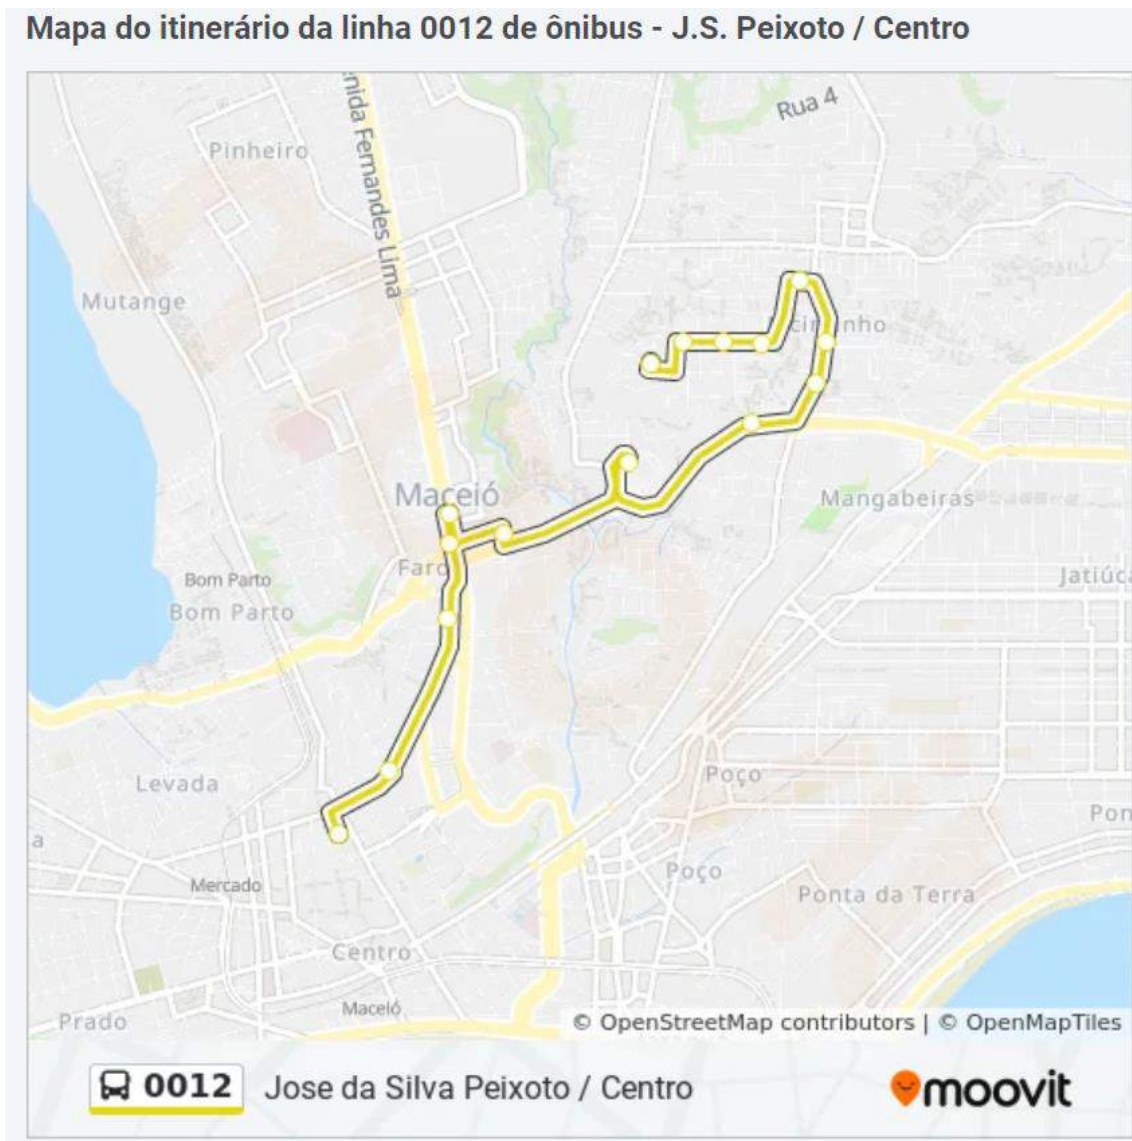 Mapa do itinerário da linha 0012 de ônibus - J.S. Peixoto / Centro
Rua 4
nida Fernandes Lima
Pinheiro
Mutange
Maceió
Mangabeiras
Faro
Jatiúca
Bom Parto
Bom Parto
Levada
Poço
Pon
a
Mercado
Poço
Ponta da Terra
Centro
Maceió
Prado
© OpenStreetMap contributors | © OpenMapTiles
0012 Jose da Silva Peixoto / Centro
moovit